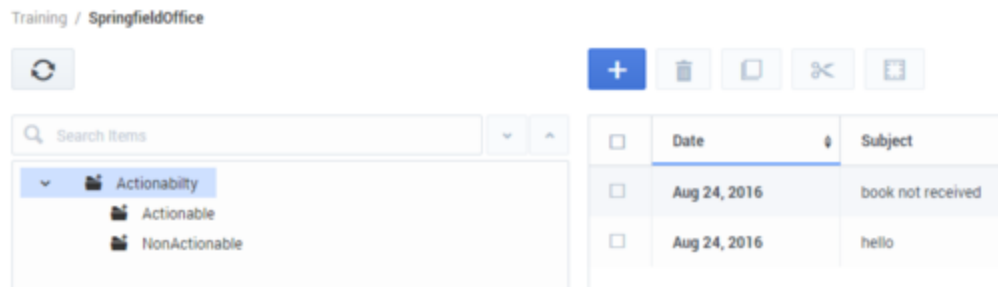 Training / SpringfieldOffice
Search Items
Actionabilty
Actionable
NonActionable
Date
Subject
Aug 24, 2016
book not received
Aug 24, 2016
hello